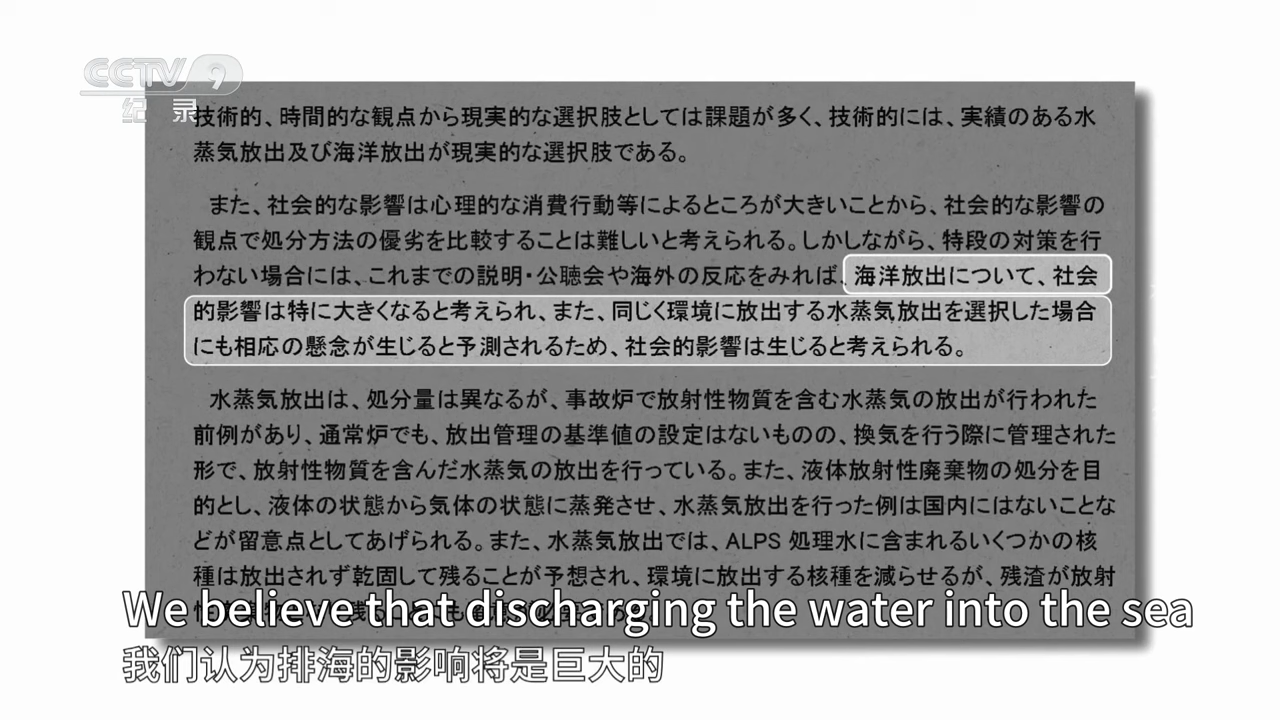 CCTV 9
纪录
技術的、時間的な観点から現実的な選択肢としては課題が多く、技術的には、実績のある水
蒸気放出及び海洋放出が現実的な選択肢である。
また、社会的な影響は心理的な消費行動等によるところが大きいことから、社会的な影響の
観点で処分方法の優劣を比較することは難しいと考えられる。しかしながら、特段の対策を行
わない場合には、これまでの説明・公聴会や海外の反応をみれば、海洋放出について、社会
的影響は特に大きくなると考えられ、また、同じく環境に放出する水蒸気放出を選択した場合
にも相応の懸念が生じると予測されるため、社会的影響は生じると考えられる。
水蒸気放出は、処分量は異なるが、事故炉で放射性物質を含む水蒸気の放出が行われた
前例があり、通常炉でも、放出管理の基準値の設定はないものの、換気を行う際に管理された
形で、放射性物質を含んだ水蒸気の放出を行っている。また、液体放射性廃棄物の処分を目
的とし、液体の状態から気体の状態に蒸発させ、水蒸気放出を行った例は国内にはないことな
どが留意点としてあげられる。また、水蒸気放出では、ALPS 処理水に含まれるいくつかの核
種は放出されず乾固して残ることが予想され、環境に放出する核種を減らせるが、残渣が放射
We believe that discharging the water into the sea
我们认为排海的影响将是巨大的